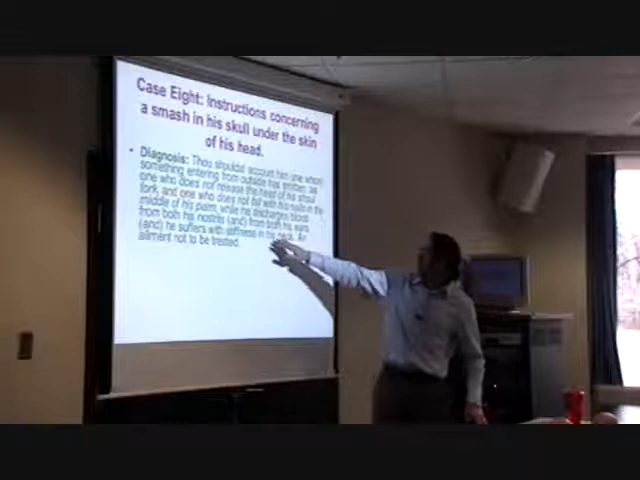 Case Eight: Instructions concerning
a smash in his skull under the skin
of his head.
• Diagnosis: Thou shouldst account him one whom
something entering from outside has smitten, as
one who does not release the head of his shoul
fork, and one who does not fall with his nails in the
middle of his palm, while he discharges blood
from both his nostrils (and) from both his ears
(and) he suffers with stiffness in his neck. An
ailment not to be treated.